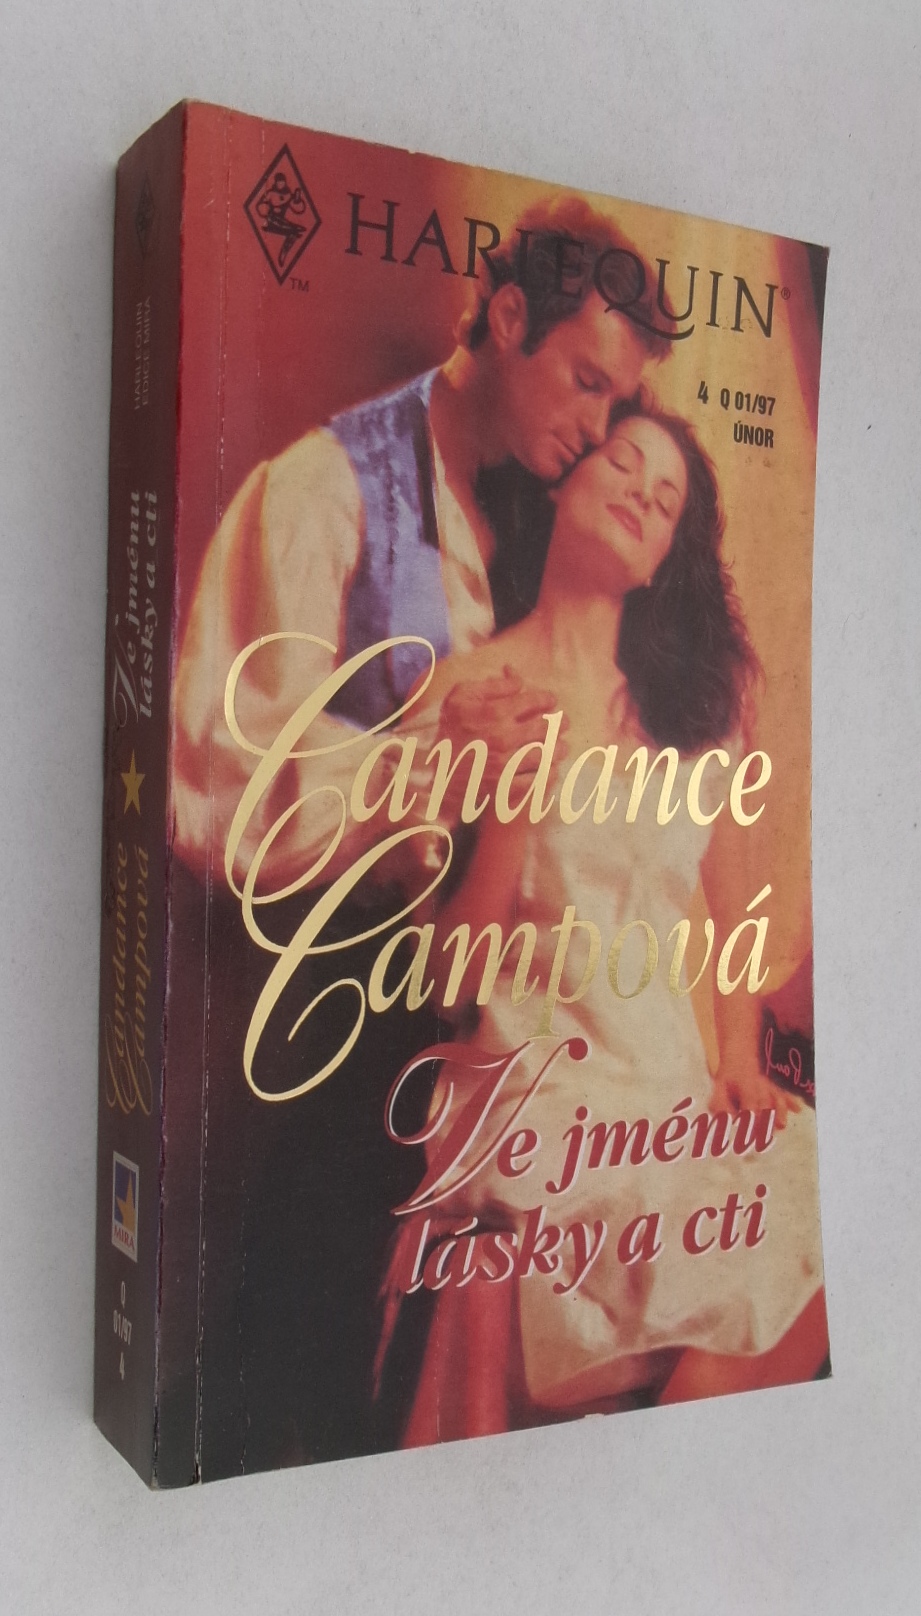 HARLEQUIN®
TM
4 Q 01/97
ÚNOR
Candance
Campová
Ve jménu
lásky a cti
HARLEQUIN
EDICE MIRA
Ve jménu
lásky a cti
Candance
Campová
MIRA
Q
01/97
4